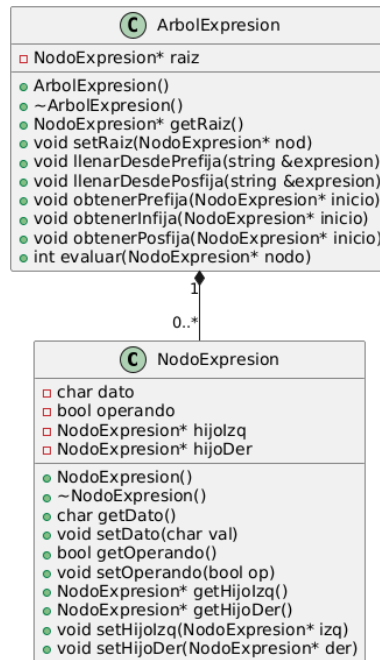 C ArbolExpresion
NodoExpresion* raiz
ArbolExpresion()
~ArbolExpresion()
NodoExpresion* getRaiz()
void setRaiz(NodoExpresion* nod)
void llenarDesdePrefija(string &expresion)
void llenarDesdePosfija(string &expresion)
void obtenerPrefija(NodoExpresion* inicio)
void obtenerInfija(NodoExpresion* inicio)
void obtenerPosfija(NodoExpresion* inicio)
int evaluar(NodoExpresion* nodo)
1
0..*
C NodoExpresion
char dato
bool operando
NodoExpresion* hijoIzq
NodoExpresion* hijoDer
NodoExpresion()
~NodoExpresion()
char getDato()
void setDato(char val)
bool getOperando()
void setOperando(bool op)
NodoExpresion* getHijoIzq()
NodoExpresion* getHijoDer()
void setHijoIzq(NodoExpresion* izq)
void setHijoDer(NodoExpresion* der)